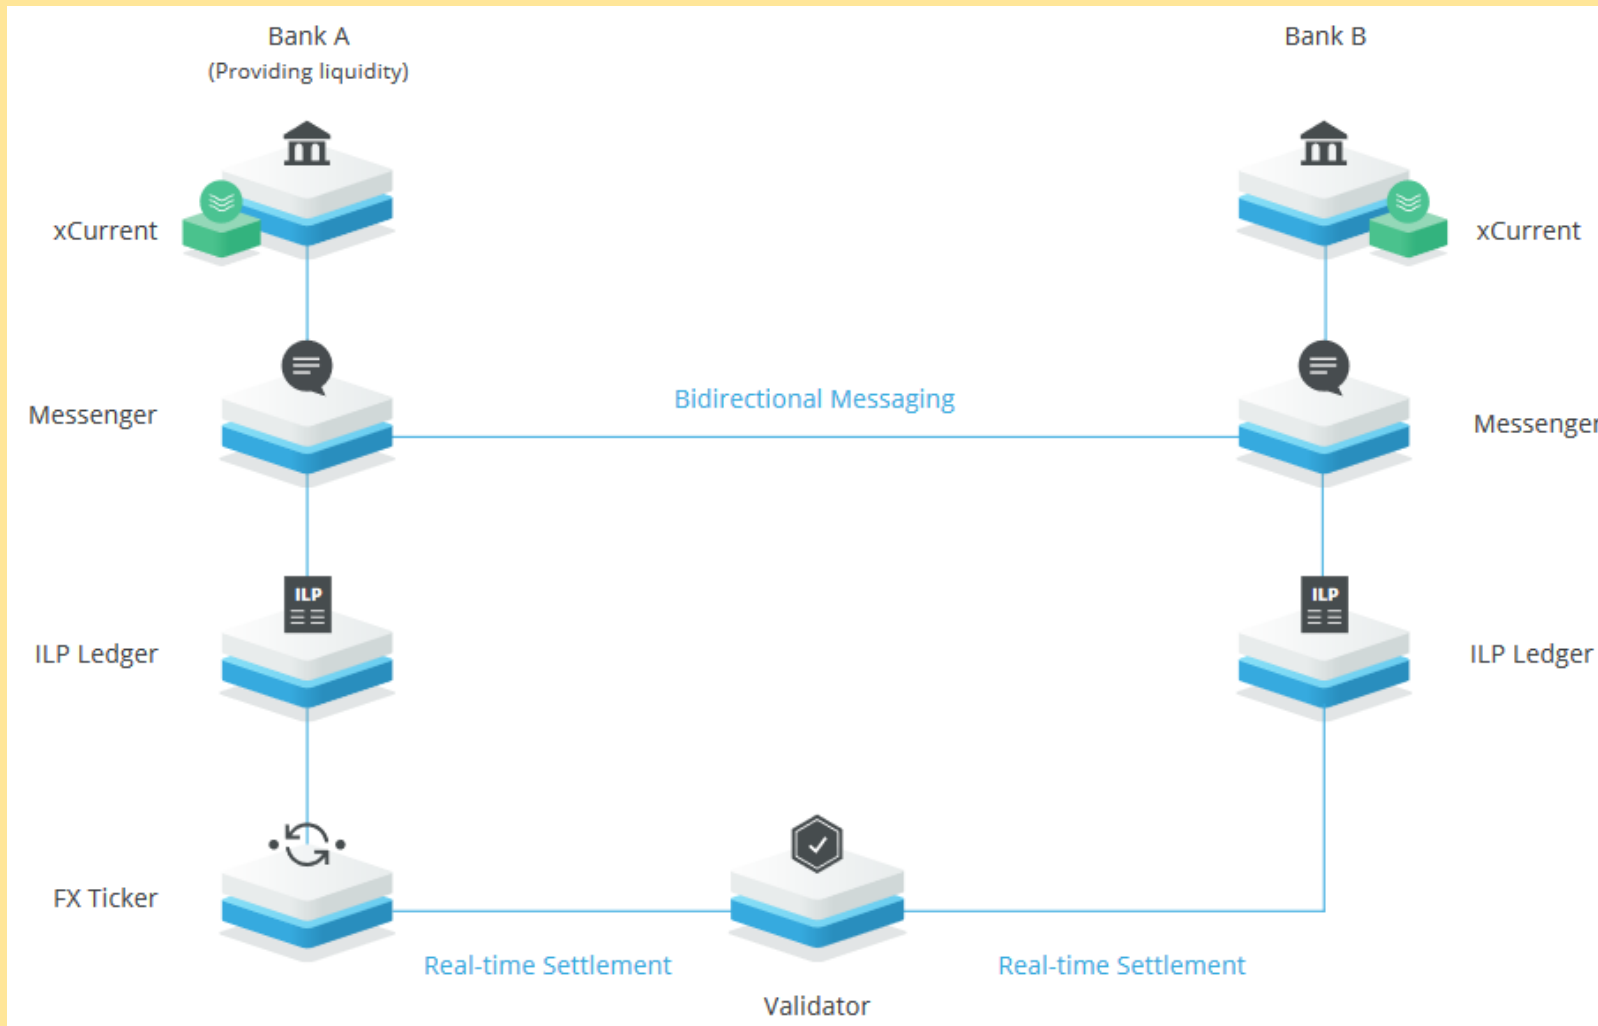 Bank A
(Providing liquidity)
Bank B
xCurrent
xCurrent
Messenger
Bidirectional Messaging
Messenger
ILP
ILP
ILP Ledger
ILP Ledger
FX Ticker
Real-time Settlement
Real-time Settlement
Validator